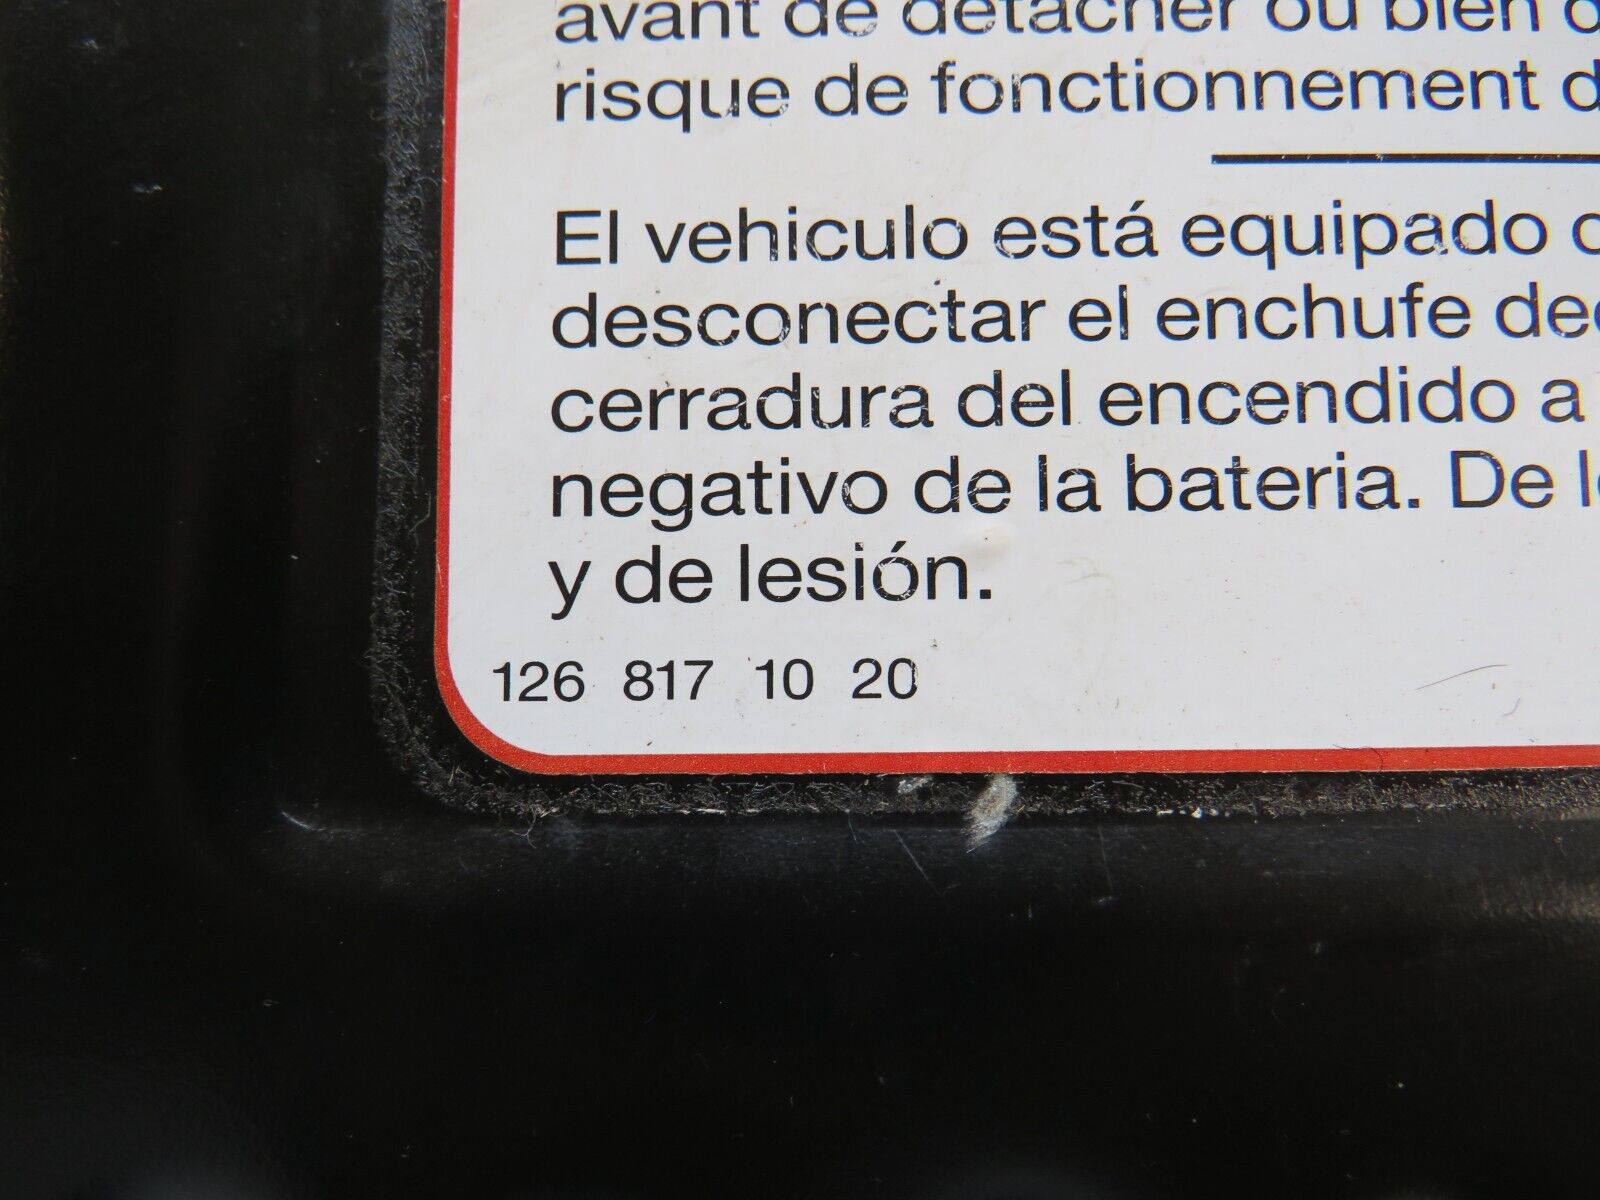 avant de détacher ou bien
risque de fonctionnement
El vehiculo está equipado
desconectar el enchufe
cerradura del encendido a
negativo de la bateria. De
y de lesión.
126 817 10 20